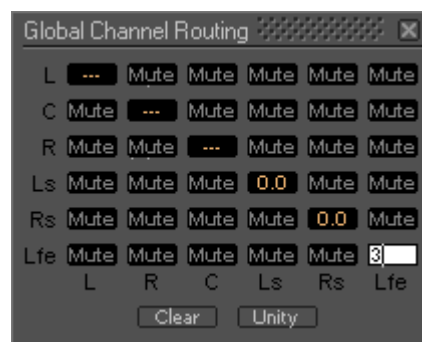 Global Channel Routing
L --- Mute Mute Mute Mute Mute
C Mute --- Mute Mute Mute Mute
R Mute Mute --- Mute Mute Mute
Ls Mute Mute Mute 0.0 Mute Mute
Rs Mute Mute Mute Mute 0.0 Mute
Lfe Mute Mute Mute Mute Mute 3
L R C Ls Rs Lfe
Clear Unity